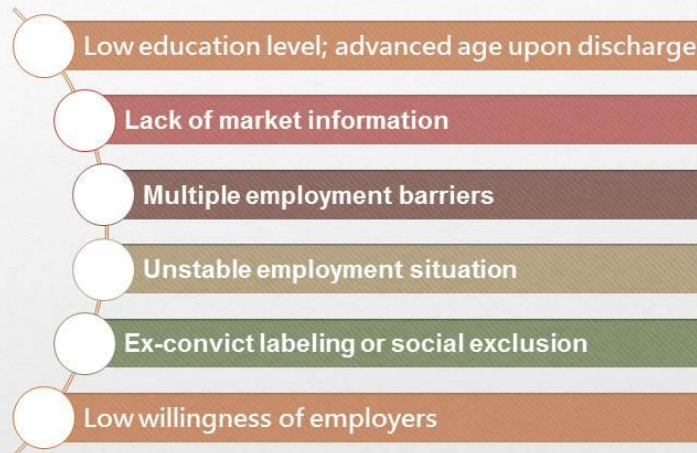 Low education level; advanced age upon discharge
Lack of market information
Multiple employment barriers
Unstable employment situation
Ex-convict labeling or social exclusion
Low willingness of employers